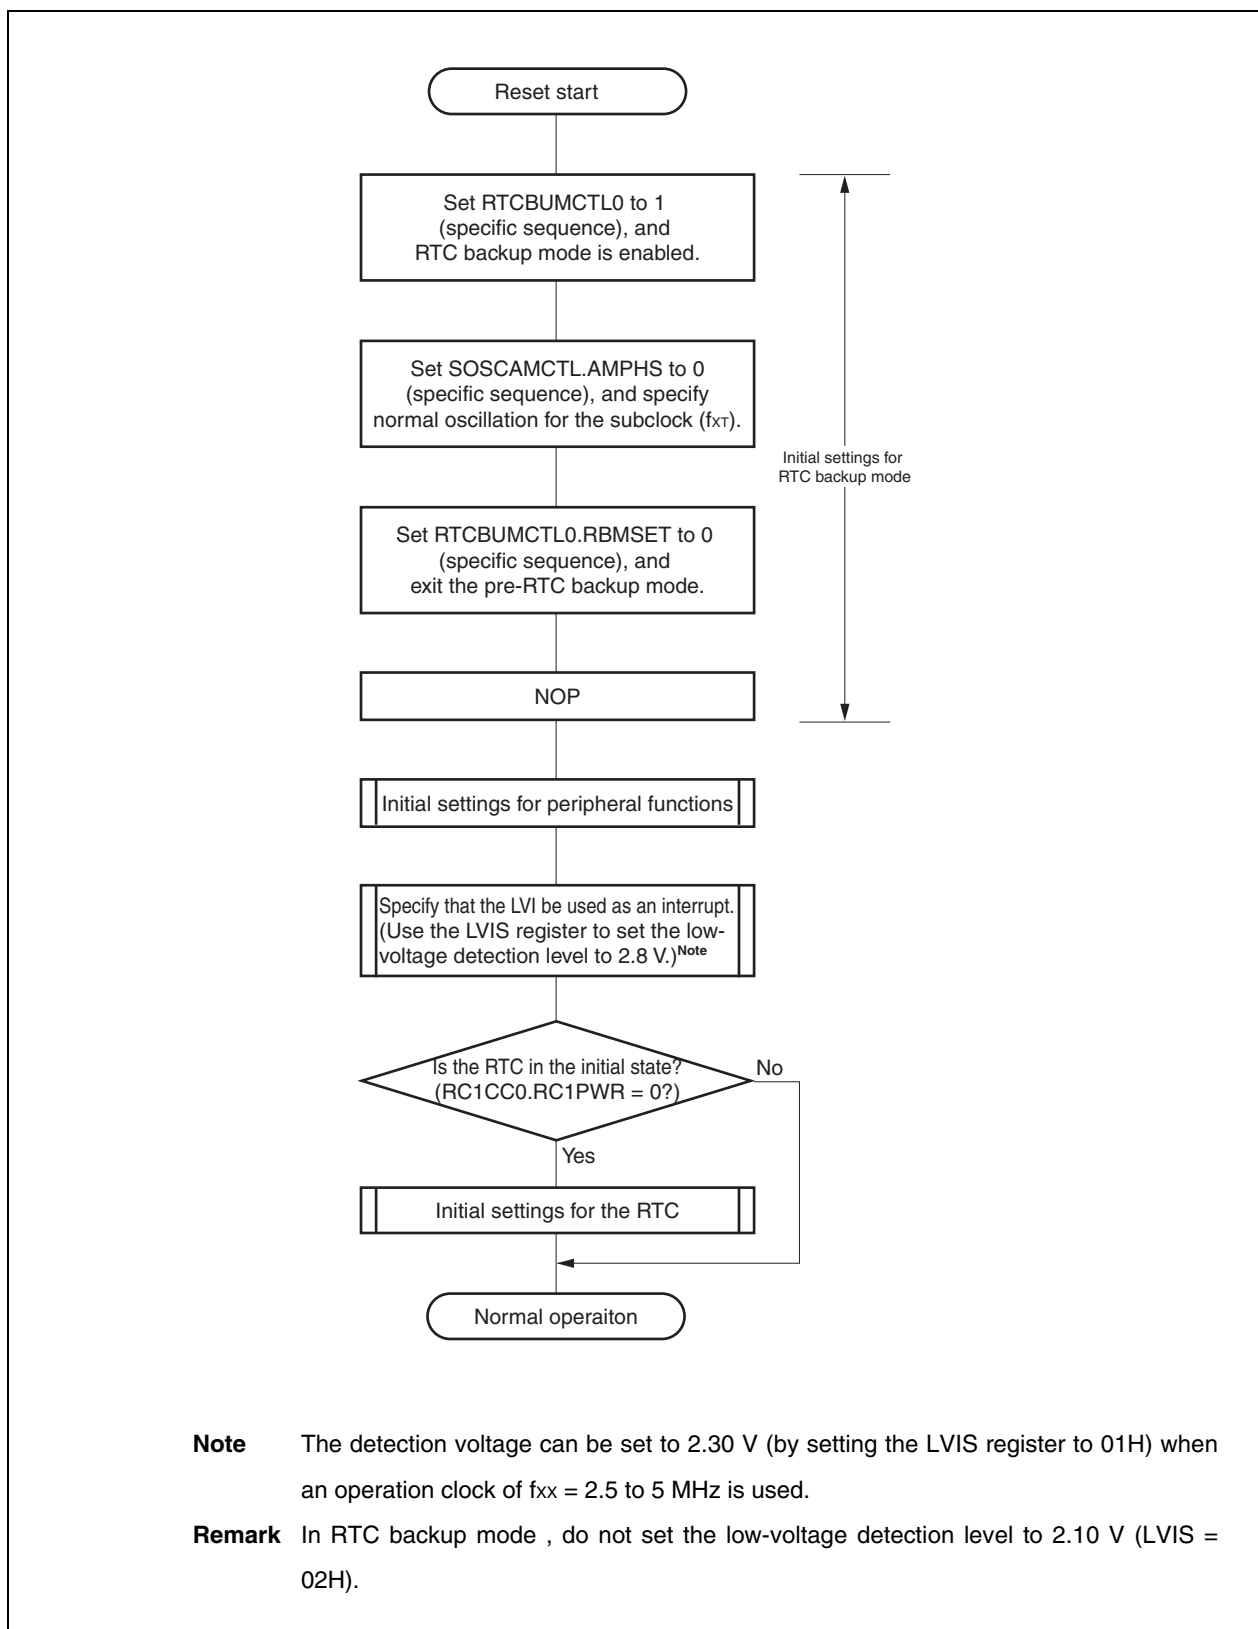 Reset start
Set RTCBUMCTL0 to 1
(specific sequence), and
RTC backup mode is enabled.
Set SOSCAMCTL.AMPHS to 0
(specific sequence), and specify
normal oscillation for the subclock (fXT).
Initial settings for
RTC backup mode
Set RTCBUMCTL0.RBMSET to 0
(specific sequence), and
exit the pre-RTC backup mode.
NOP
Initial settings for peripheral functions
Specify that the LVI be used as an interrupt.
(Use the LVIS register to set the low-
voltage detection level to 2.8 V.)Note
Is the RTC in the initial state?
(RC1CC0.RC1PWR = 0?)
No
Yes
Initial settings for the RTC
Normal operaiton
Note The detection voltage can be set to 2.30 V (by setting the LVIS register to 01H) when
an operation clock of fxx = 2.5 to 5 MHz is used.
Remark In RTC backup mode , do not set the low-voltage detection level to 2.10 V (LVIS =
02H).